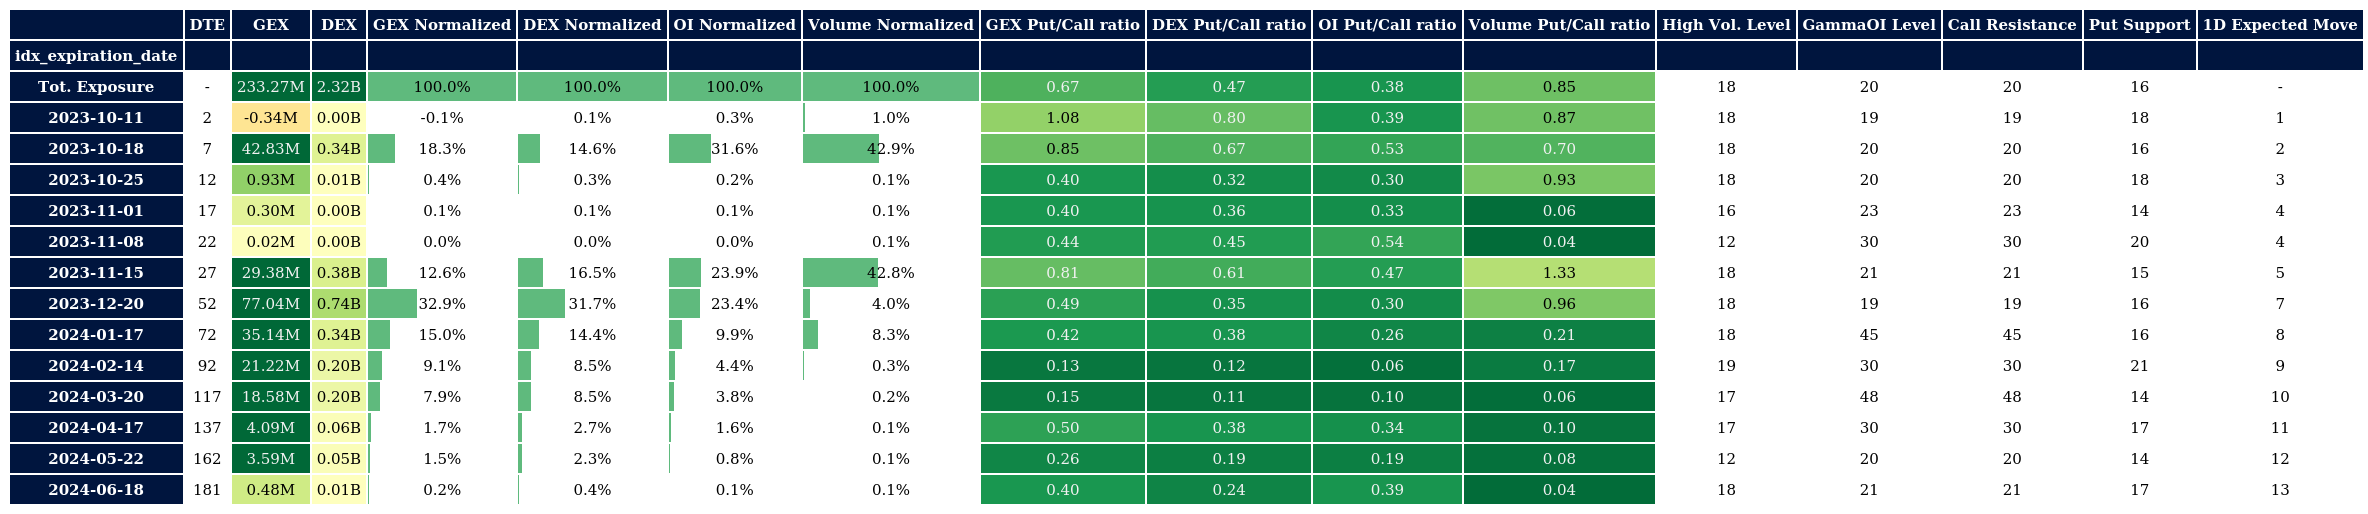 DTE GEX DEX GEX Normalized DEX Normalized OI Normalized Volume Normalized GEX Put/Call ratio DEX Put/Call ratio OI Put/Call ratio Volume Put/Call ratio High Vol. Level GammaOI Level Call Resistance Put Support 1D Expected Move
idx_expiration_date
Tot. Exposure - 233.27M 2.32B 100.0% 100.0% 100.0% 100.0% 0.67 0.47 0.38 0.85 18 20 20 16 -
2023-10-11 2 -0.34M 0.00B -0.1% 0.1% 0.3% 1.0% 1.08 0.80 0.39 0.87 18 19 19 18 1
2023-10-18 7 42.83M 0.34B 18.3% 14.6% 31.6% 42.9% 0.85 0.67 0.53 0.70 18 20 20 16 2
2023-10-25 12 0.93M 0.01B 0.4% 0.3% 0.2% 0.1% 0.40 0.32 0.30 0.93 18 20 20 18 3
2023-11-01 17 0.30M 0.00B 0.1% 0.1% 0.1% 0.1% 0.40 0.36 0.33 0.06 16 23 23 14 4
2023-11-08 22 0.02M 0.00B 0.0% 0.0% 0.0% 0.1% 0.44 0.45 0.54 0.04 12 30 30 20 4
2023-11-15 27 29.38M 0.38B 12.6% 16.5% 23.9% 42.8% 0.81 0.61 0.47 1.33 18 21 21 15 5
2023-12-20 52 77.04M 0.74B 32.9% 31.7% 23.4% 4.0% 0.49 0.35 0.30 0.96 18 19 19 16 7
2024-01-17 72 35.14M 0.34B 15.0% 14.4% 9.9% 8.3% 0.42 0.38 0.26 0.21 18 45 45 16 8
2024-02-14 92 21.22M 0.20B 9.1% 8.5% 4.4% 0.3% 0.13 0.12 0.06 0.17 19 30 30 21 9
2024-03-20 117 18.58M 0.20B 7.9% 8.5% 3.8% 0.2% 0.15 0.11 0.10 0.06 17 48 48 14 10
2024-04-17 137 4.09M 0.06B 1.7% 2.7% 1.6% 0.1% 0.50 0.38 0.34 0.10 17 30 30 17 11
2024-05-22 162 3.59M 0.05B 1.5% 2.3% 0.8% 0.1% 0.26 0.19 0.19 0.08 12 20 20 14 12
2024-06-18 181 0.48M 0.01B 0.2% 0.4% 0.1% 0.1% 0.40 0.24 0.39 0.04 18 21 21 17 13